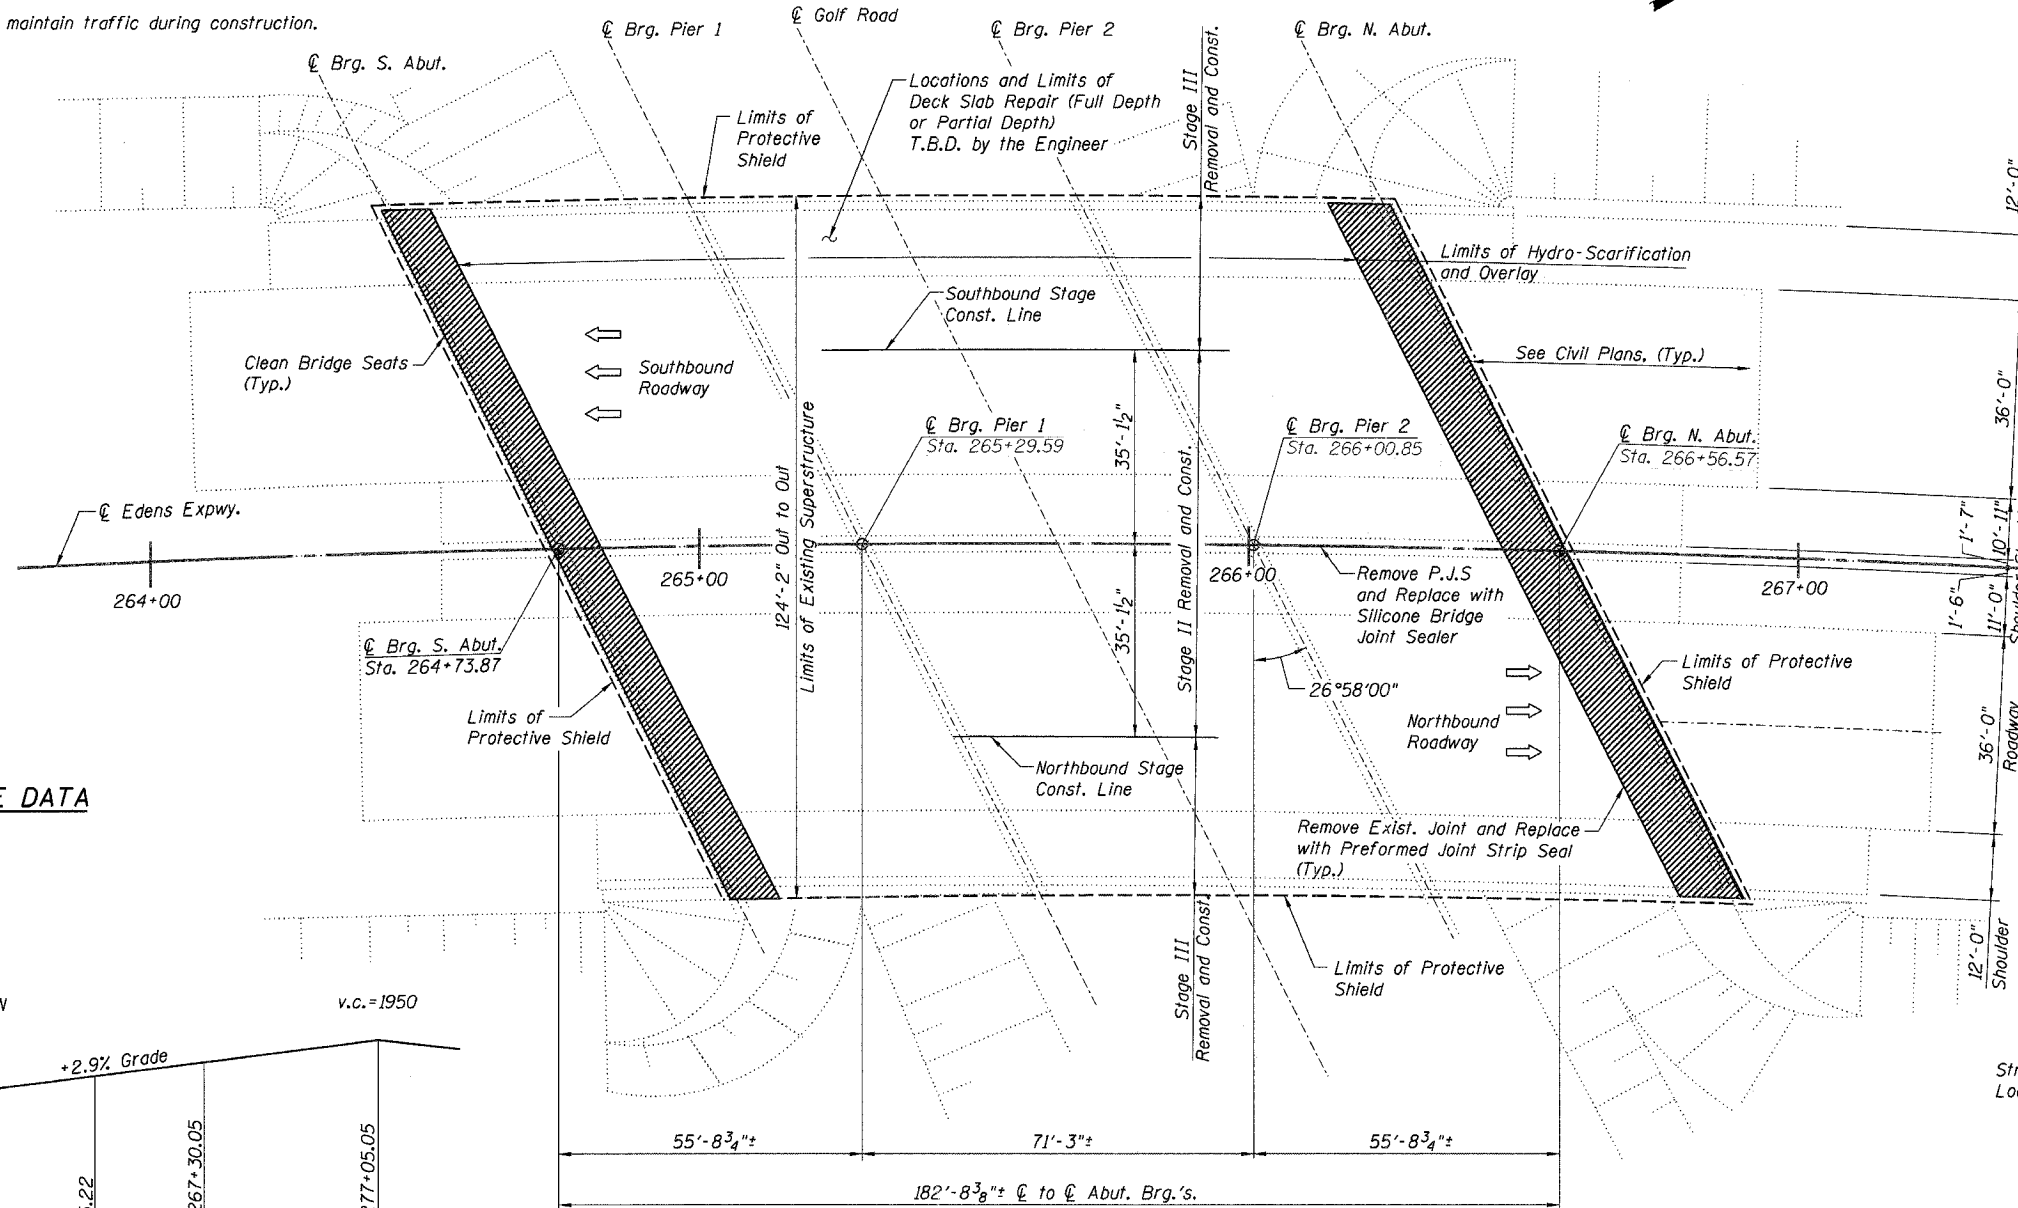 maintain traffic during construction.
℄ Brg. S. Abut.
℄ Brg. Pier 1
℄ Golf Road
℄ Brg. Pier 2
℄ Brg. N. Abut.
Limits of
Protective
Shield
Locations and Limits of
Deck Slab Repair (Full Depth
or Partial Depth)
T.B.D. by the Engineer
Stage III
Removal and Const.
12'-0"
Limits of Hydro-Scarification
and Overlay
Southbound Stage
Const. Line
Clean Bridge Seats
(Typ.)
Southbound
Roadway
See Civil Plans. (Typ.)
36'-0"
35'-1½"
124'-2" Out to Out
Limits of Existing Superstructure
Stage II Removal and Const.
℄ Brg. Pier 1
Sta. 265+29.59
℄ Brg. Pier 2
Sta. 266+00.85
℄ Brg. N. Abut.
Sta. 266+56.57
℄ Edens Expwy.
264+00
265+00
266+00
267+00
1'-7"
10'-11"
1'-6"
11'-0"
℄ Brg. S. Abut.
Sta. 264+73.87
35'-1½"
Remove P.J.S
and Replace with
Silicone Bridge
Joint Sealer
26°58'00"
Limits of
Protective Shield
Northbound
Roadway
Limits of Protective
Shield
36'-0"
Roadway
Northbound Stage
Const. Line
E DATA
Remove Exist. Joint and Replace
with Preformed Joint Strip Seal
(Typ.)
Stage III
Removal and Const.
Limits of Protective
Shield
12'-0"
Shoulder
v.c.=1950
+2.9% Grade
5.22
267+30.05
277+05.05
55'-8¾"±
71'-3"±
55'-8¾"±
182'-8⅜"± ℄ to ℄ Abut. Brg.'s.